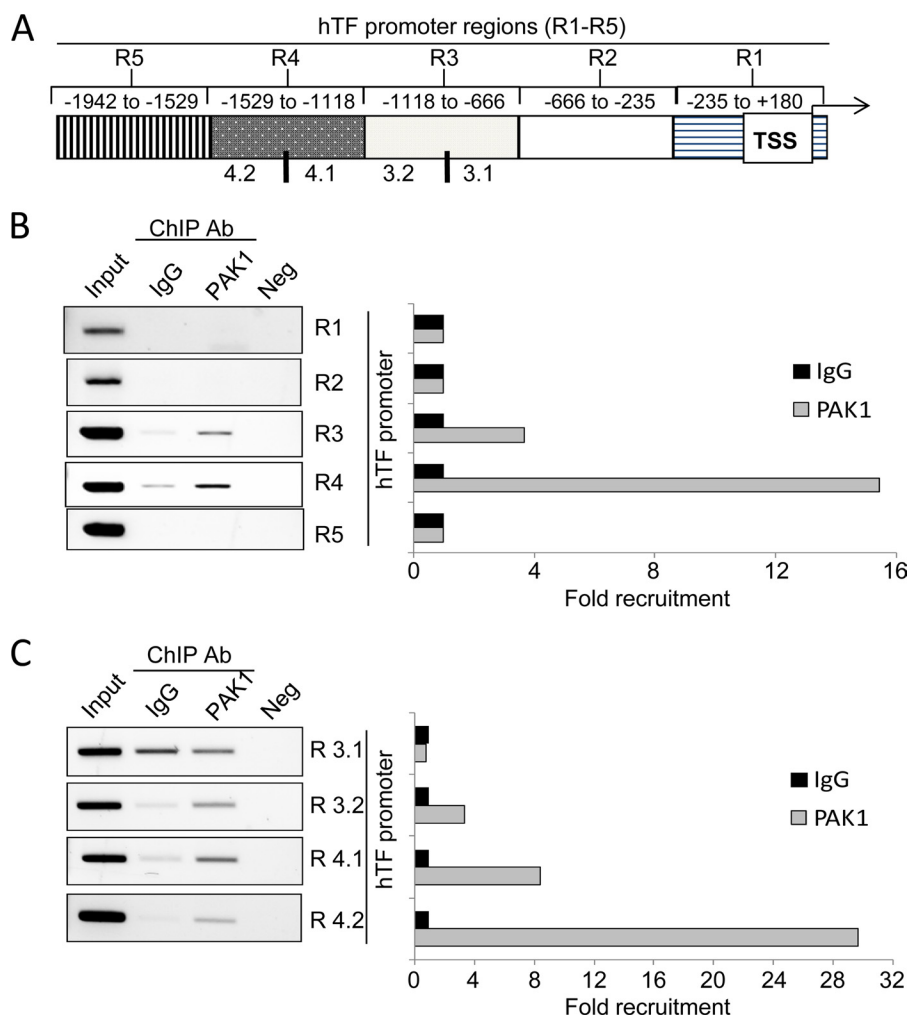 A
hTF promoter regions (R1-R5)
R5 R4 R3 R2 R1
-1942 to -1529 -1529 to -1118 -1118 to -666 -666 to -235 -235 to +180
TSS
4.2 4.1 3.2 3.1
B
ChIP Ab
Input IgG PAK1 Neg
R1
R2
R3
R4
R5
hTF promoter
IgG
PAK1
0 4 8 12 16
Fold recruitment
C
ChIP Ab
Input IgG PAK1 Neg
R 3.1
R 3.2
R 4.1
R 4.2
hTF promoter
IgG
PAK1
0 4 8 12 16 20 24 28 32
Fold recruitment